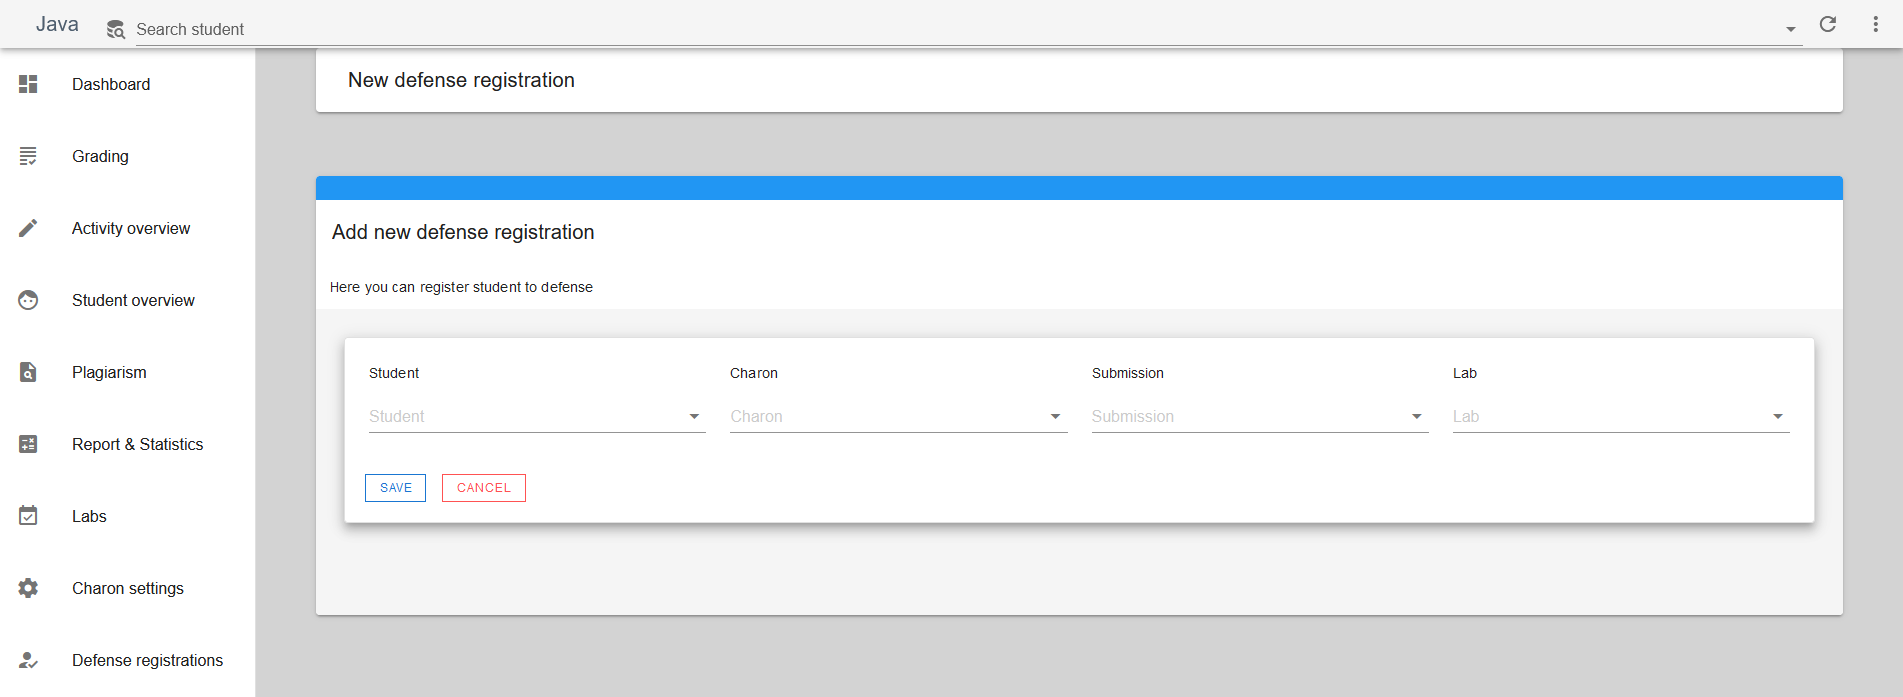 Java
Search student
Dashboard
Grading
Activity overview
Student overview
Plagiarism
Report & Statistics
Labs
Charon settings
Defense registrations
New defense registration
Add new defense registration
Here you can register student to defense
Student Charon Submission Lab
Student Charon Submission Lab
SAVE CANCEL